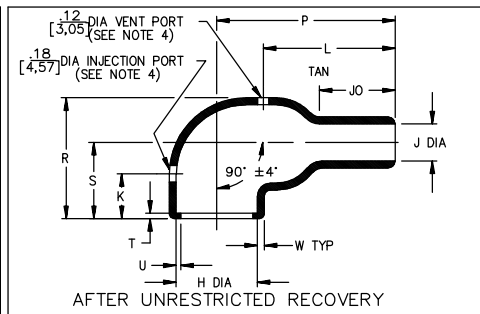 .12
[3,05] DIA VENT PORT
(SEE NOTE 4)
.18
[4,57] DIA INJECTION PORT
(SEE NOTE 4)
P
L
TAN
JO
J DIA
R
S
K
90° ±4°
T
W TYP
U
H DIA
AFTER UNRESTRICTED RECOVERY